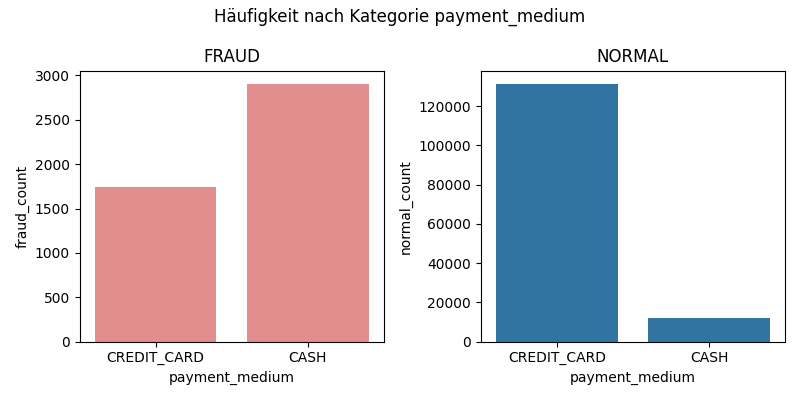 Häufigkeit nach Kategorie payment_medium
FRAUD
3000
2500
2000
1500
1000
500
0
fraud_count
CREDIT_CARD CASH
payment_medium
NORMAL
120000
100000
80000
60000
40000
20000
0
normal_count
CREDIT_CARD CASH
payment_medium